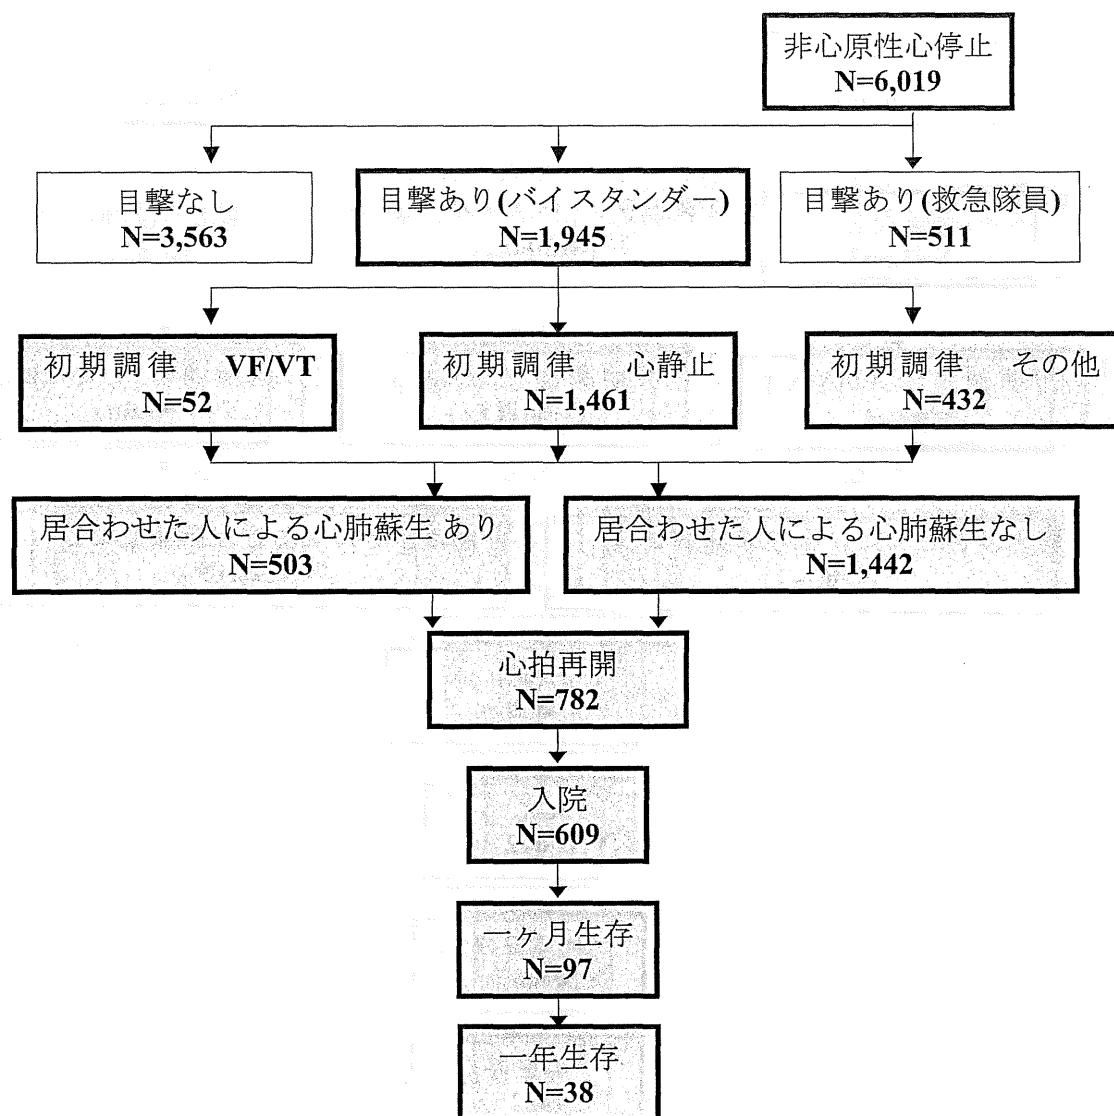 非心原性心停止
N=6,019
目撃なし
N=3,563
目撃あり(バイスタンダー)
N=1,945
目撃あり(救急隊員)
N=511
初期調律 VF/VT
N=52
初期調律 心静止
N=1,461
初期調律 その他
N=432
居合わせた人による心肺蘇生 あり
N=503
居合わせた人による心肺蘇生なし
N=1,442
心拍再開
N=782
入院
N=609
一ヶ月生存
N=97
一年生存
N=38